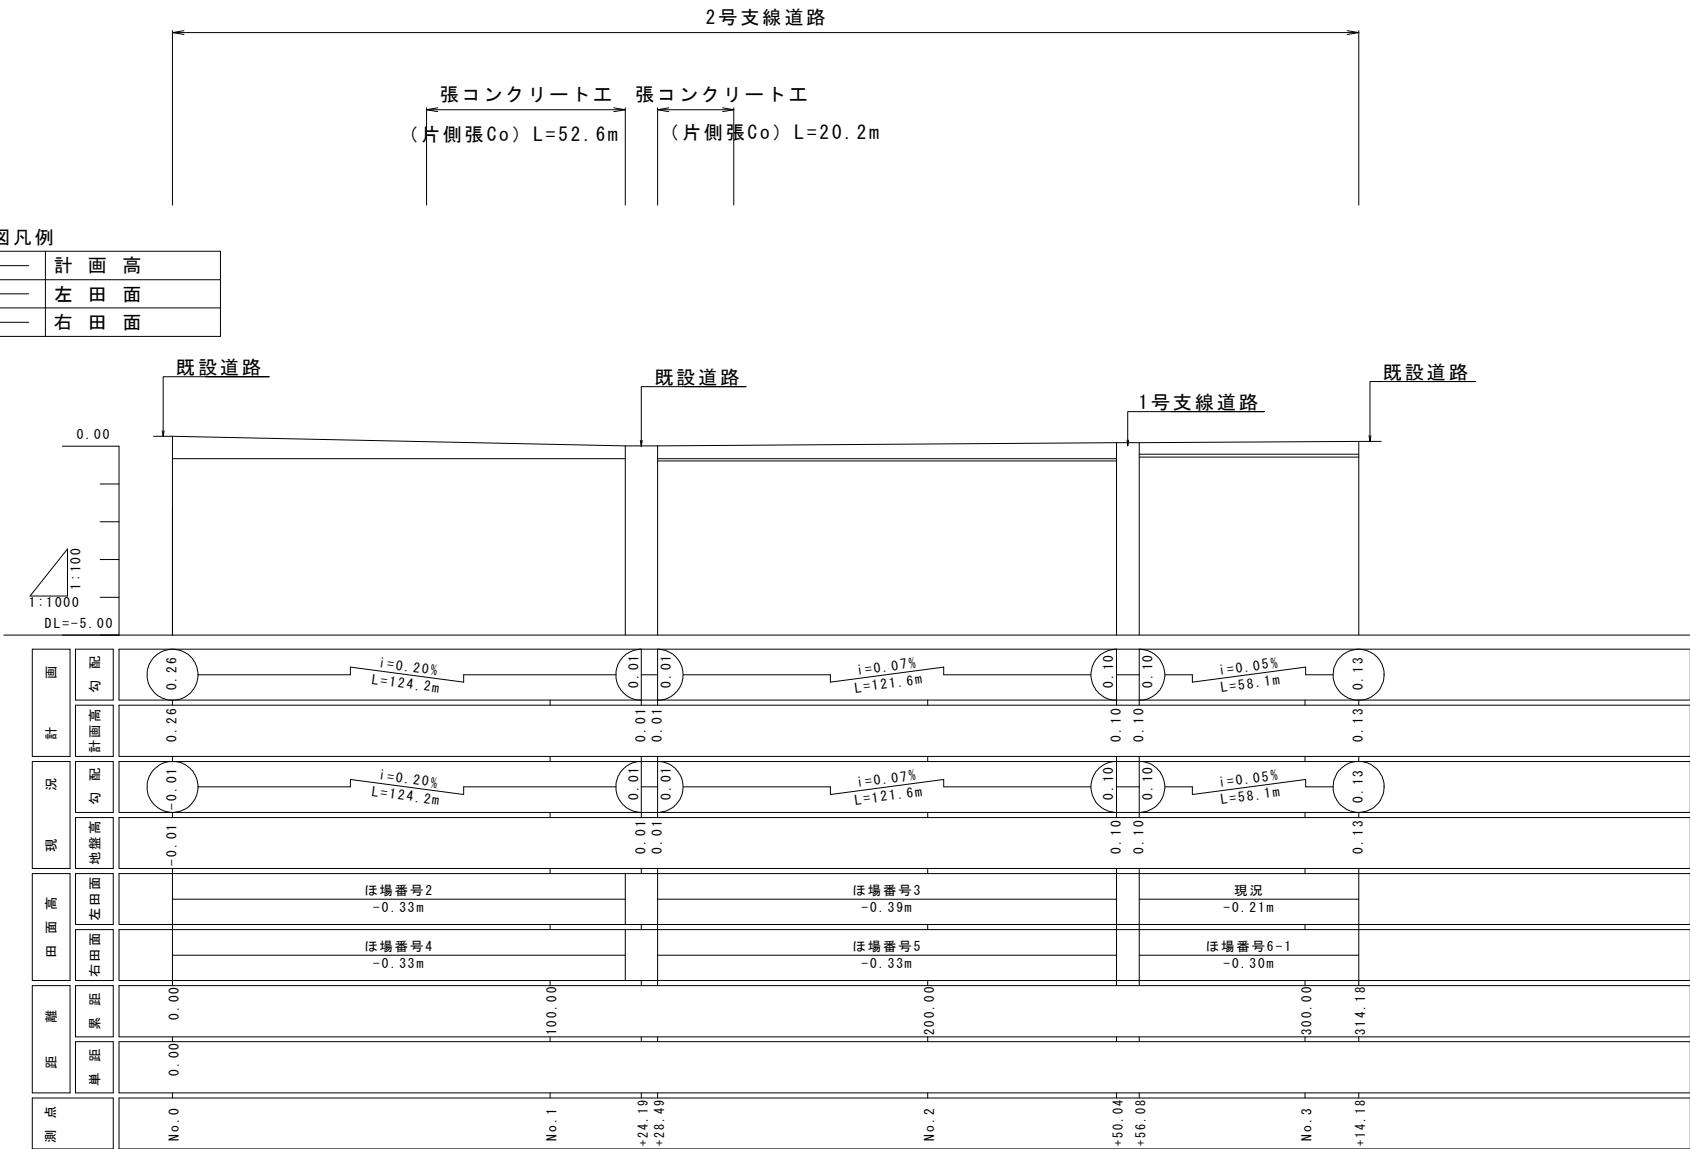 2号支線道路
張コンクリート工 張コンクリート工
(片側張Co) L=52.6m (片側張Co) L=20.2m
図凡例
計画高
左田面
右田面
既設道路
既設道路
既設道路
1号支線道路
0.00
1:100
1:1000
DL=-5.00
計画
勾配
0.26 i=0.20% L=124.2m 0.01 0.01 i=0.07% L=121.6m 0.10 0.10 i=0.05% L=58.1m 0.13
計画高
0.26 0.01 0.01 0.10 0.10 0.13
現況
勾配
-0.01 i=0.20% L=124.2m 0.01 0.01 i=0.07% L=121.6m 0.10 0.10 i=0.05% L=58.1m 0.13
地盤高
-0.01 0.01 0.01 0.10 0.10 0.13
田面高
左田面
ほ場番号2 ほ場番号3 現況
-0.33m -0.39m -0.21m
右田面
ほ場番号4 ほ場番号5 ほ場番号6-1
-0.33m -0.33m -0.30m
距離
累距
0.00 100.00 200.00 300.00 314.18
単距
0.00
測点
No.0 No.1 +24.19 +28.49 No.2 +50.04 +56.08 No.3 +14.18